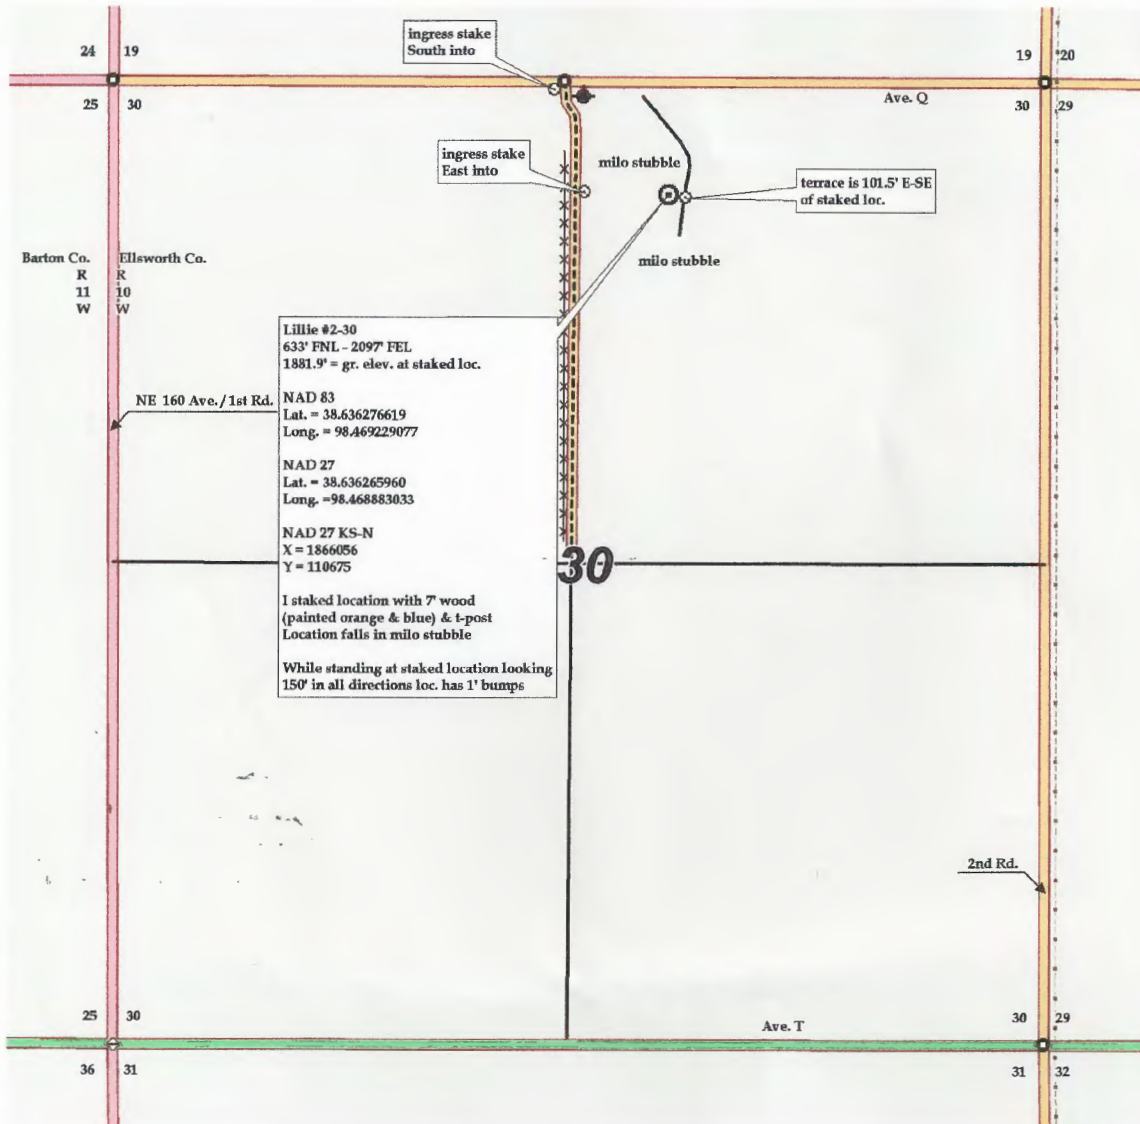 ingress stake
South into
24 19
19 20
25 30
Ave. Q
30 29
ingress stake
East into
milo stubble
terrace is 101.5' E-SE
of staked loc.
milo stubble
Barton Co. Ellsworth Co.
R R
11 10
W W
Lillie #2-30
633' FNL - 2097' FEL
1881.9' = gr. elev. at staked loc.
NAD 83
Lat. = 38.636276619
Long. = 98.469229077
NAD 27
Lat. = 38.636265960
Long. =98.468883033
NAD 27 KS-N
X = 1866056
Y = 110675
I staked location with 7' wood
(painted orange & blue) & t-post
Location falls in milo stubble
While standing at staked location looking
150' in all directions loc. has 1' bumps
NE 160 Ave./1st Rd.
30
2nd Rd.
25 30
Ave. T
30 29
36 31
31 32